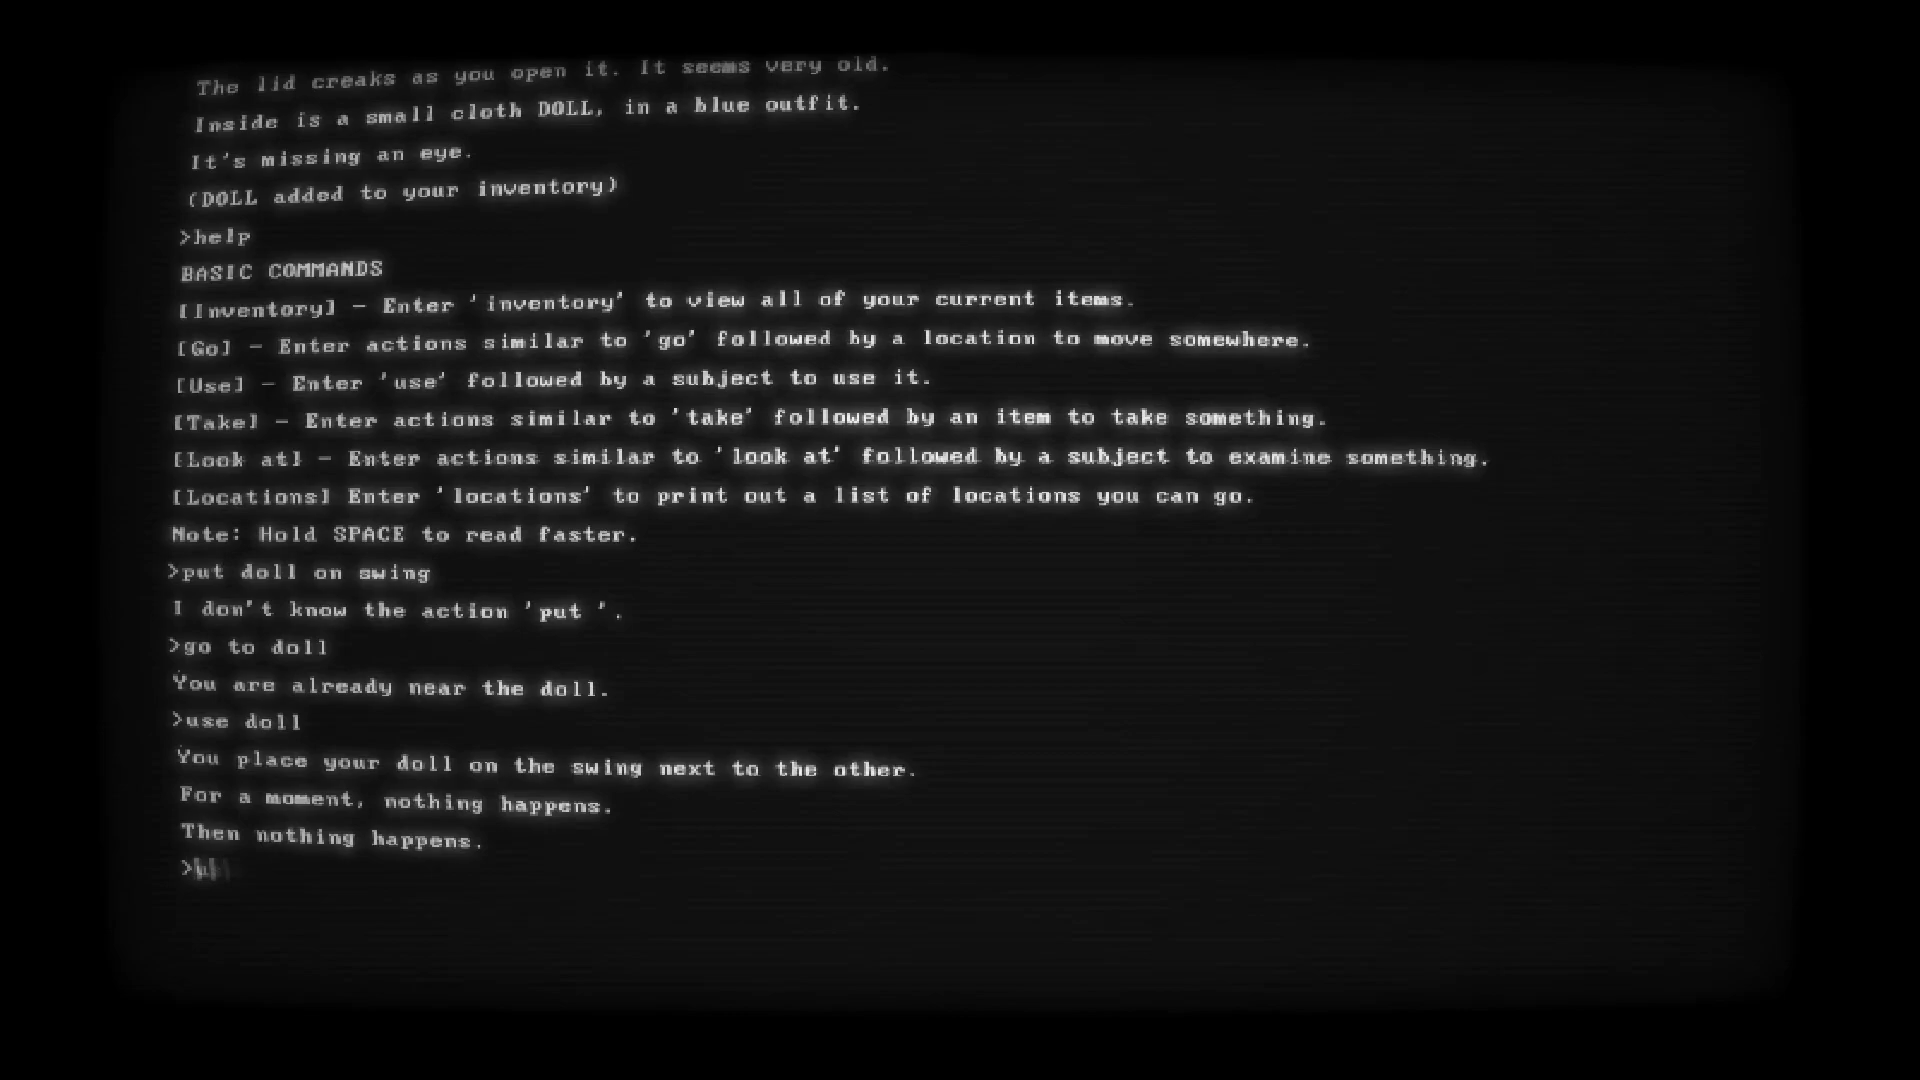 The lid creaks as you open it. It seems very old.
Inside is a small cloth DOLL, in a blue outfit.
It's missing an eye.
(DOLL added to your inventory)
>help
BASIC COMMANDS
[Inventory] – Enter 'inventory' to view all of your current items.
[Go] – Enter actions similar to 'go' followed by a location to move somewhere.
[Use] – Enter 'use' followed by a subject to use it.
[Take] – Enter actions similar to 'take' followed by an item to take something.
[Look at] – Enter actions similar to 'look at' followed by a subject to examine something.
[Locations] Enter 'locations' to print out a list of locations you can go.
Note: Hold SPACE to read faster.
>put doll on swing
I don't know the action 'put '.
>go to doll
You are already near the doll.
>use doll
You place your doll on the swing next to the other.
For a moment, nothing happens.
Then nothing happens.
>